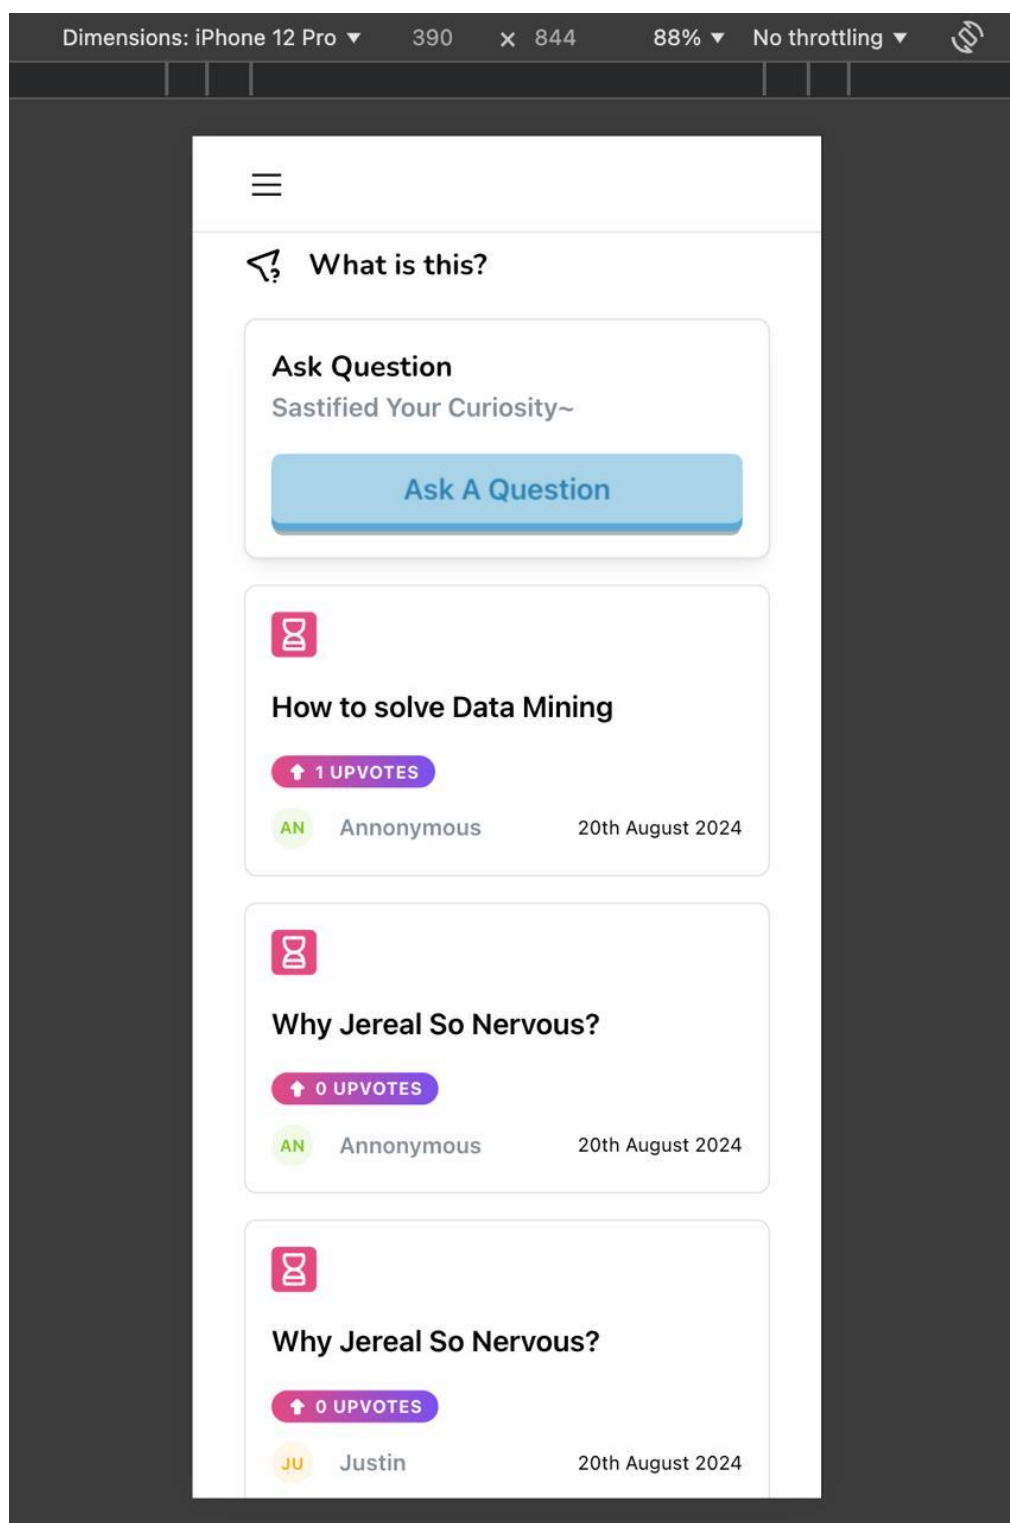 Dimensions: iPhone 12 Pro ▼ 390 × 844 88% ▼ No throttling ▼
What is this?
Ask Question
Sastified Your Curiosity~
Ask A Question
How to solve Data Mining
1 UPVOTES
AN Annonymous 20th August 2024
Why Jereal So Nervous?
0 UPVOTES
AN Annonymous 20th August 2024
Why Jereal So Nervous?
0 UPVOTES
JU Justin 20th August 2024